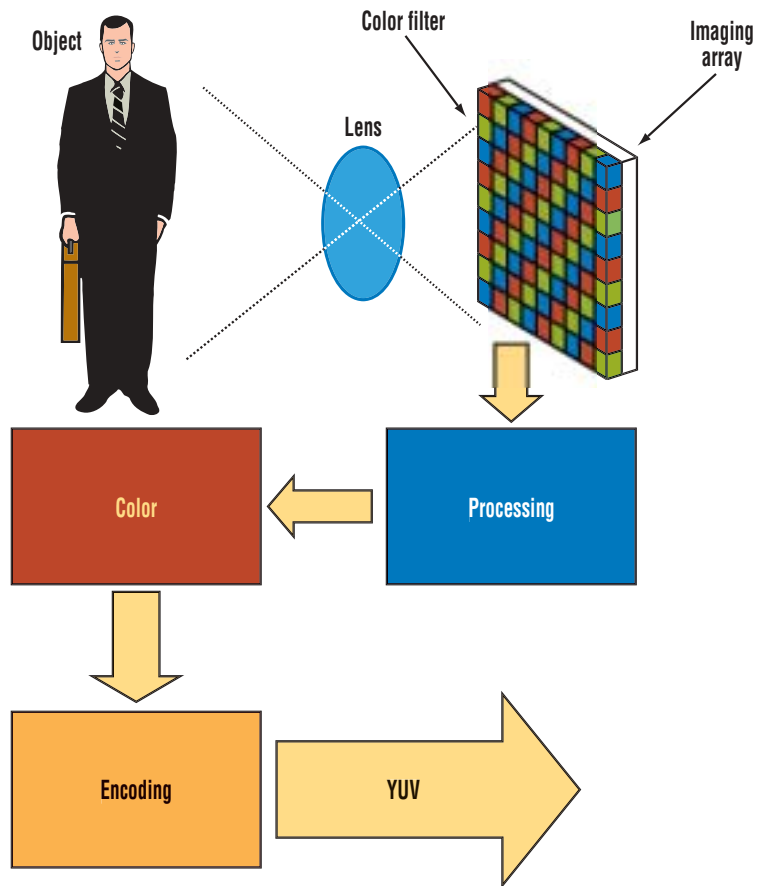 Object
Color filter
Imaging
array
Lens
Color
Processing
Encoding
YUV